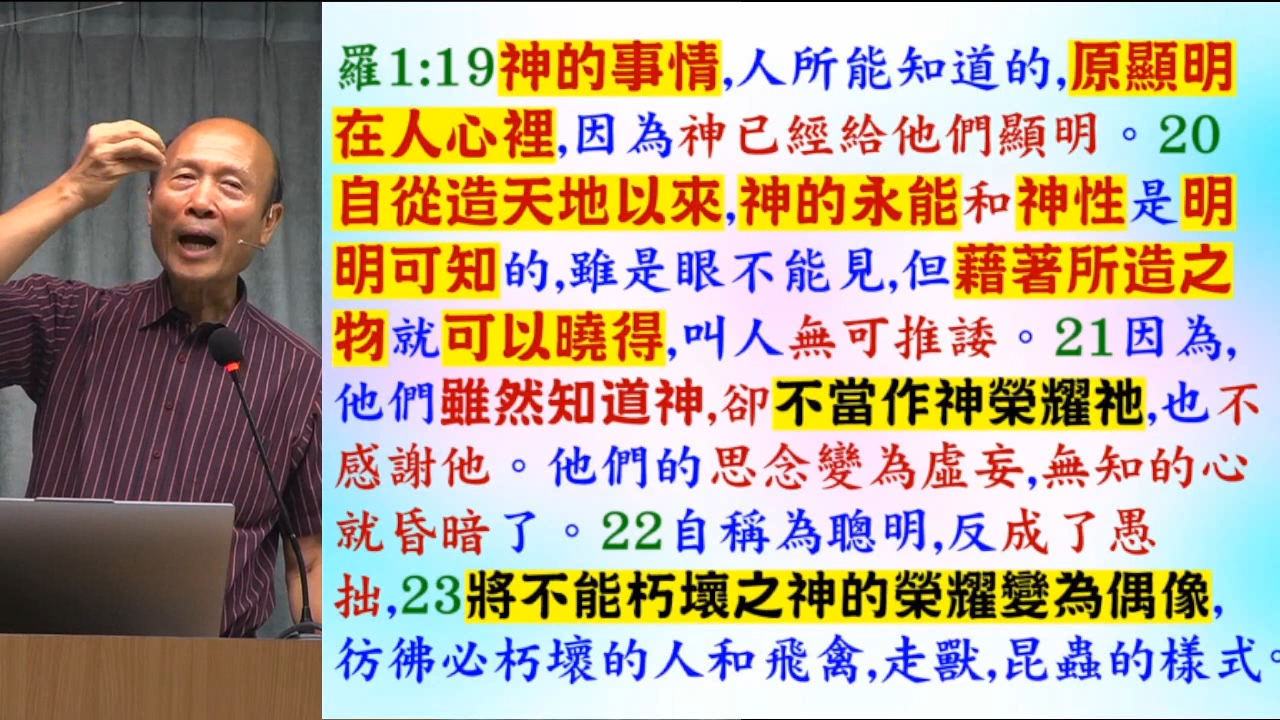 羅1:19神的事情,人所能知道的,原顯明
在人心裡,因為神已經給他們顯明。20
自從造天地以來,神的永能和神性是明
明可知的,雖是眼不能見,但藉著所造之
物就可以曉得,叫人無可推諉。21因為,
他們雖然知道神,卻不當作神榮耀祂,也不
感謝他。他們的思念變為虛妄,無知的心
就昏暗了。22自稱為聰明,反成了愚
拙,23將不能朽壞之神的榮耀變為偶像,
彷彿必朽壞的人和飛禽,走獸,昆蟲的樣式。